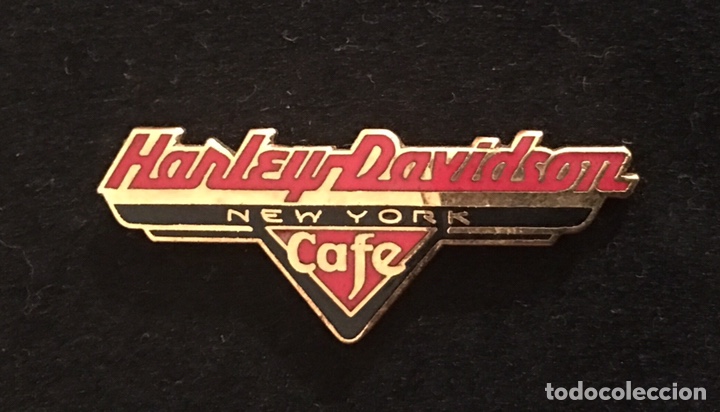 Harley-Davidson
NEW YORK
Cafe
todocoleccion